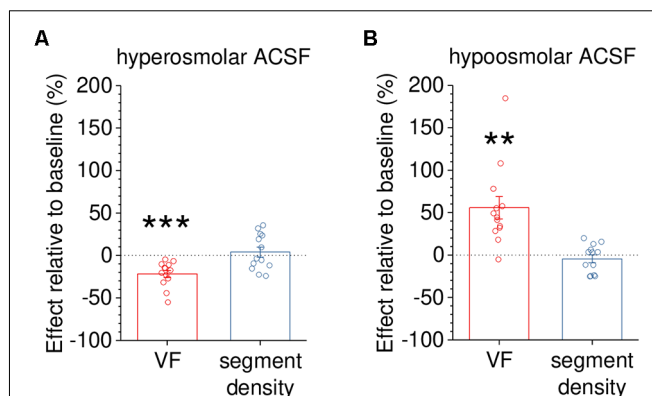 A
hyperosmolar ACSF
Effect relative to baseline (%)
200
150
100
50
0
-50
-100
***
VF
segment
density
B
hypoosmolar ACSF
Effect relative to baseline (%)
200
150
100
50
0
-50
-100
**
VF
segment
density